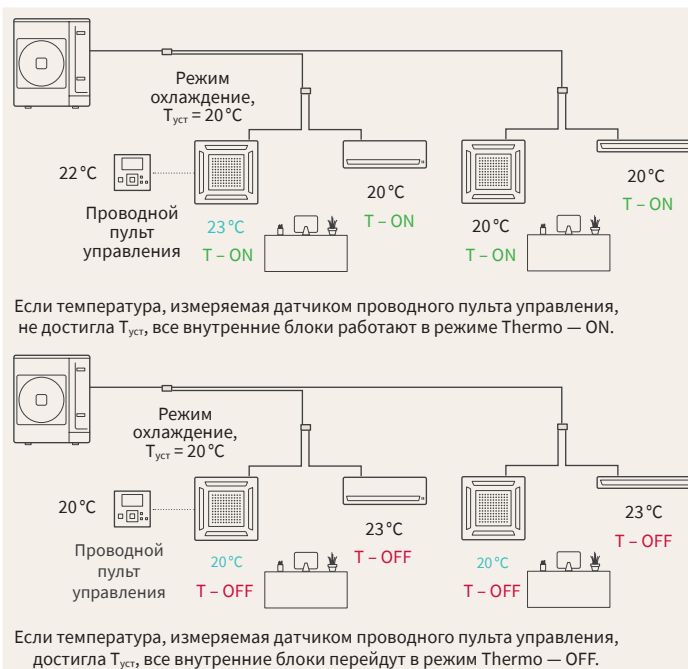 Режим
охлаждение,
Tуст = 20 °C
22 °C
Проводной
пульт
управления
23 °C
T – ON
20 °C
T – ON
20 °C
T – ON
20 °C
T – ON
Если температура, измеряемая датчиком проводного пульта управления,
не достигла Tуст, все внутренние блоки работают в режиме Thermo — ON.
Режим
охлаждение,
Tуст = 20 °C
20 °C
Проводной
пульт
управления
20 °C
T – OFF
23 °C
T – OFF
20 °C
T – OFF
23 °C
T – OFF
Если температура, измеряемая датчиком проводного пульта управления,
достигла Tуст, все внутренние блоки перейдут в режим Thermo — OFF.